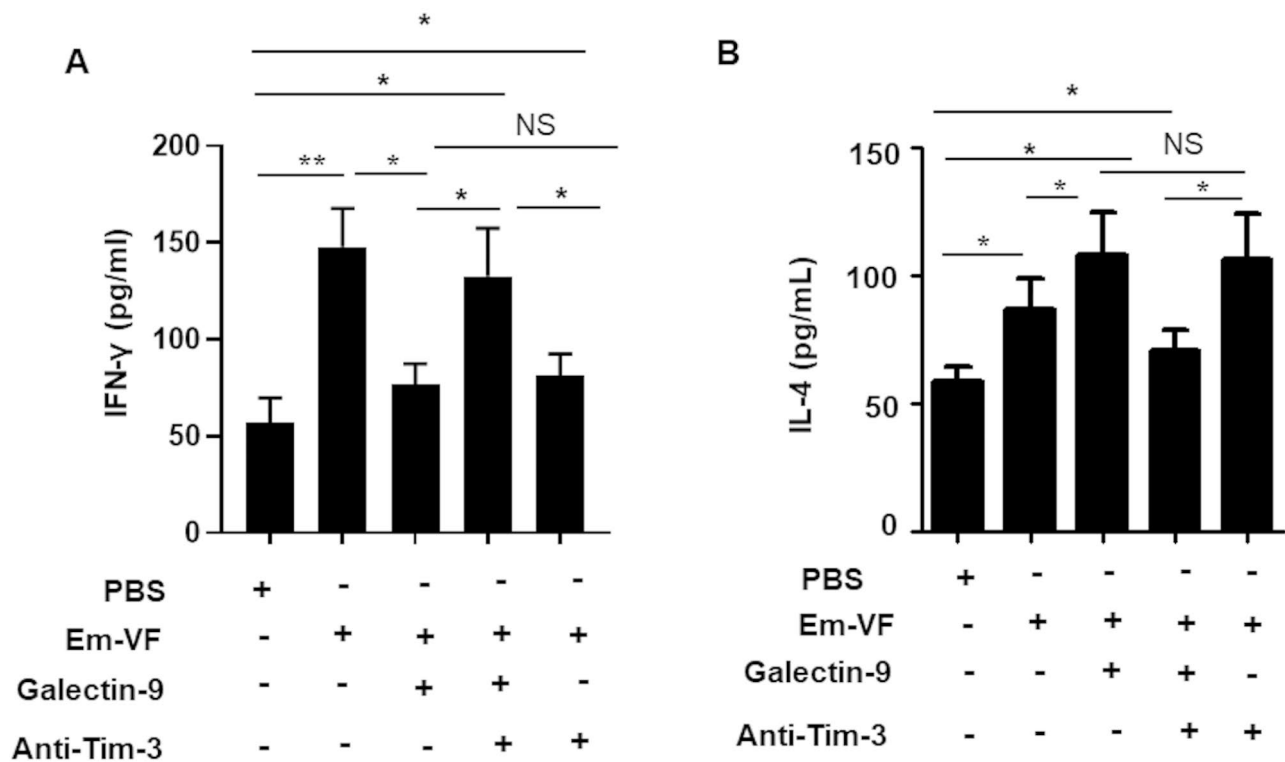 A
*
*
NS
**
*
*
*
200
150
100
50
0
IFN-γ (pg/ml)
PBS + - - - -
Em-VF - + + + +
Galectin-9 - - + + -
Anti-Tim-3 - - - + +
B
*
*
NS
*
*
*
150
100
50
0
IL-4 (pg/mL)
PBS + - - - -
Em-VF - + + + +
Galectin-9 - - + + -
Anti-Tim-3 - - - + +